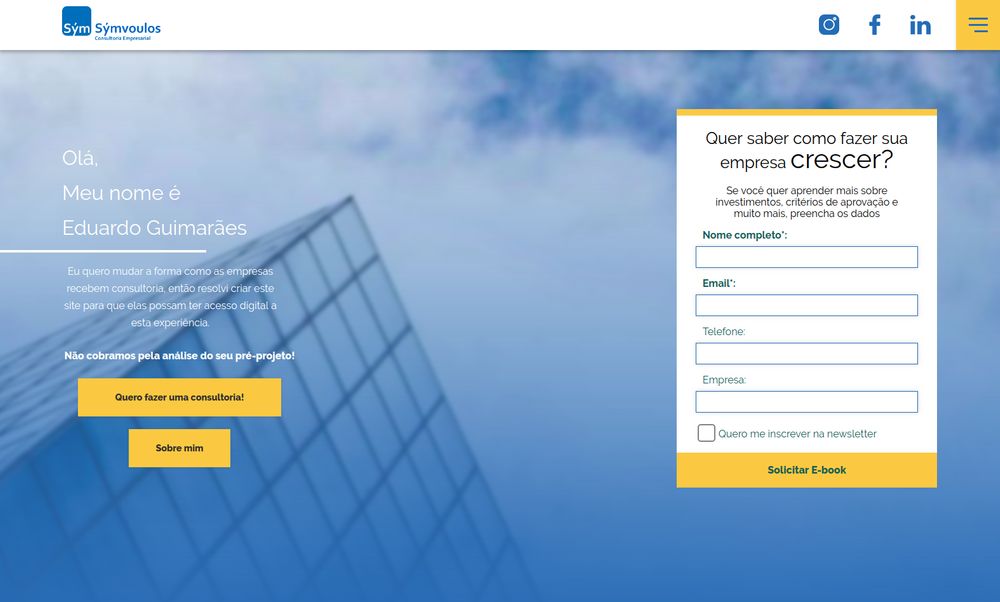 Sým Sýmvoulos
Consultoria Empresarial
Olá,
Meu nome é
Eduardo Guimarães
Eu quero mudar a forma como as empresas
recebem consultoria, então resolvi criar este
site para que elas possam ter acesso digital a
esta experiência.
Não cobramos pela análise do seu pré-projeto!
Quero fazer uma consultoria!
Sobre mim
Quer saber como fazer sua
empresa crescer?
Se você quer aprender mais sobre
investimentos, critérios de aprovação e
muito mais, preencha os dados
Nome completo*:
Email*:
Telefone:
Empresa:
Quero me inscrever na newsletter
Solicitar E-book